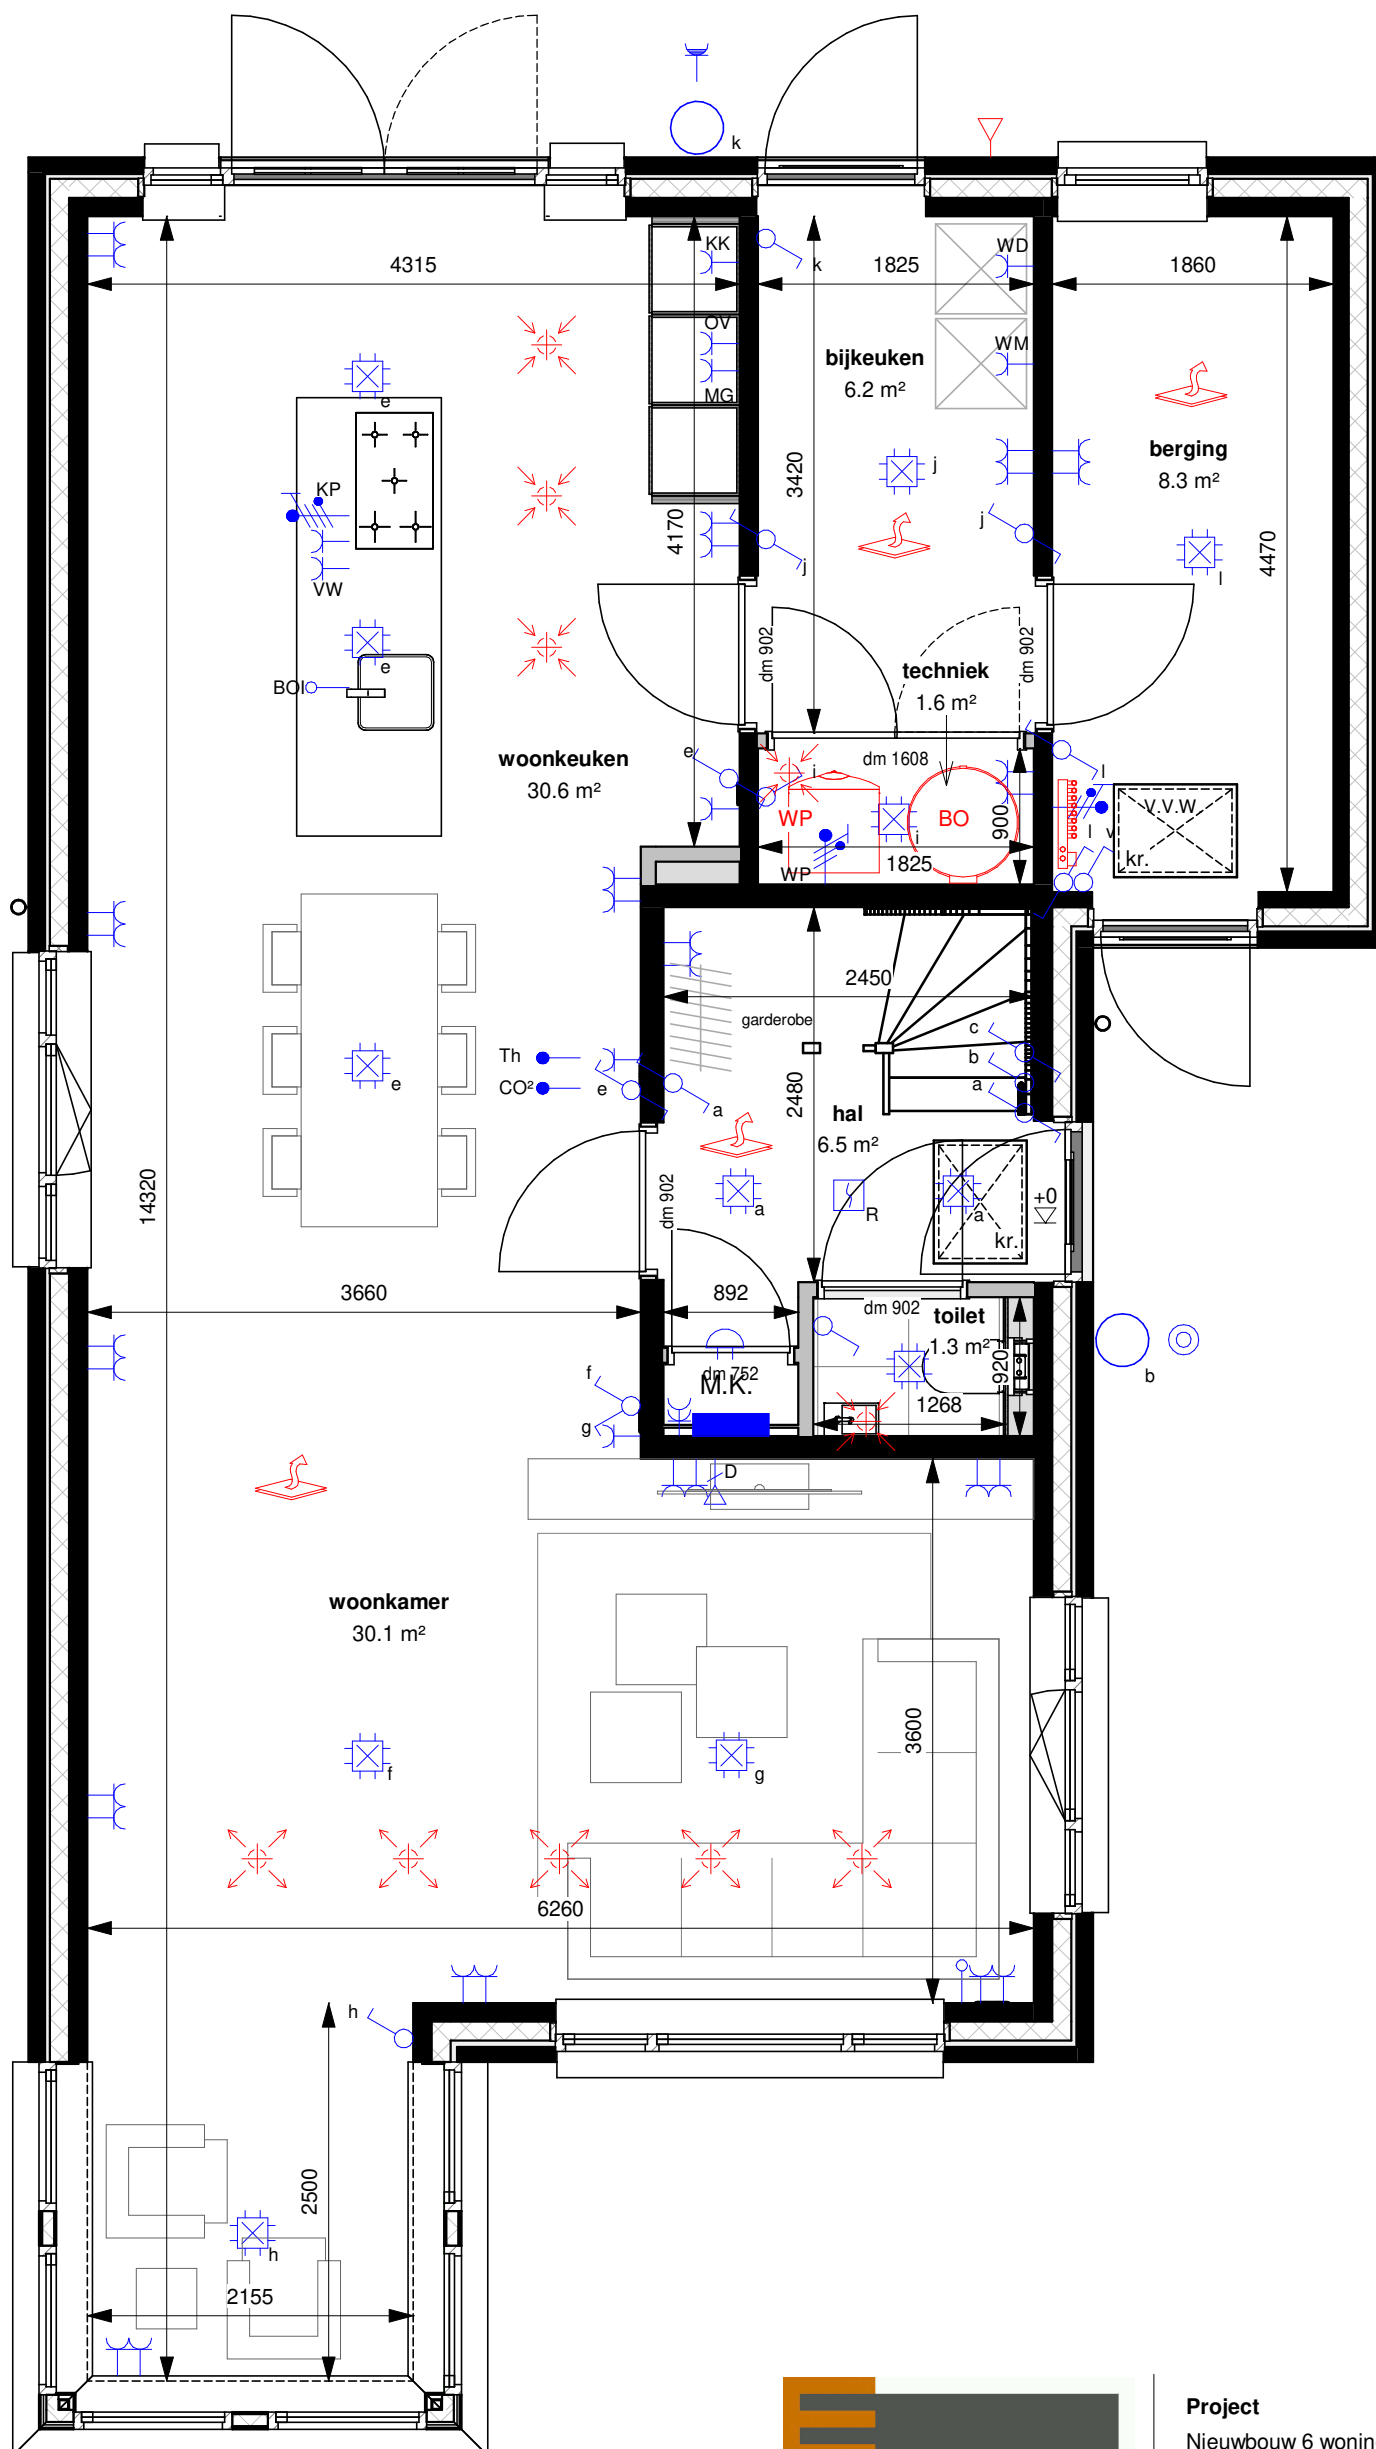 k
KK
k
WD
4315
1825
1860
OV
bijkeuken
6.2 m²
WM
MG
berging
8.3 m²
3420
j
KP
4170
j
4470
j
l
VW
e
e
dm 902
dm 902
techniek
1.6 m²
BOI
woonkeuken
30.6 m²
e
dm 1608
i
l
WP
BO
900
V.V.W.
l
v
i
WP
1825
kr.
2450
garderobe
c
Th
b
CO²
e
a
a
2480
hal
6.5 m²
e
14320
dm 902
a
R
a
+0
kr.
3660
892
dm 902
toilet
1.3 m²
920
dm 752
M.K.
b
f
1268
g
D
woonkamer
30.1 m²
3600
f
g
6260
h
2500
h
2155
Project
Nieuwbouw 6 wonin